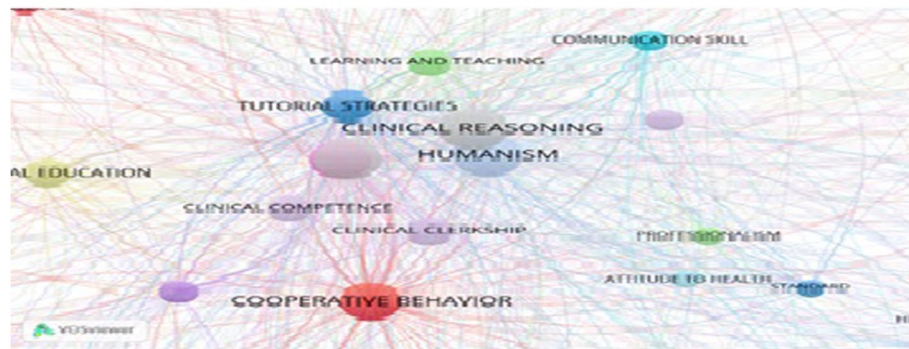 COMMUNICATION SKILL
LEARNING AND TEACHING
TUTORIAL STRATEGIES
CLINICAL REASONING
HUMANISM
AL EDUCATION
CLINICAL COMPETENCE
CLINICAL CLERKSHIP
PROFESSIONALISM
ATTITUDE TO HEALTH
STANDARD
COOPERATIVE BEHAVIOR
VOSviewer